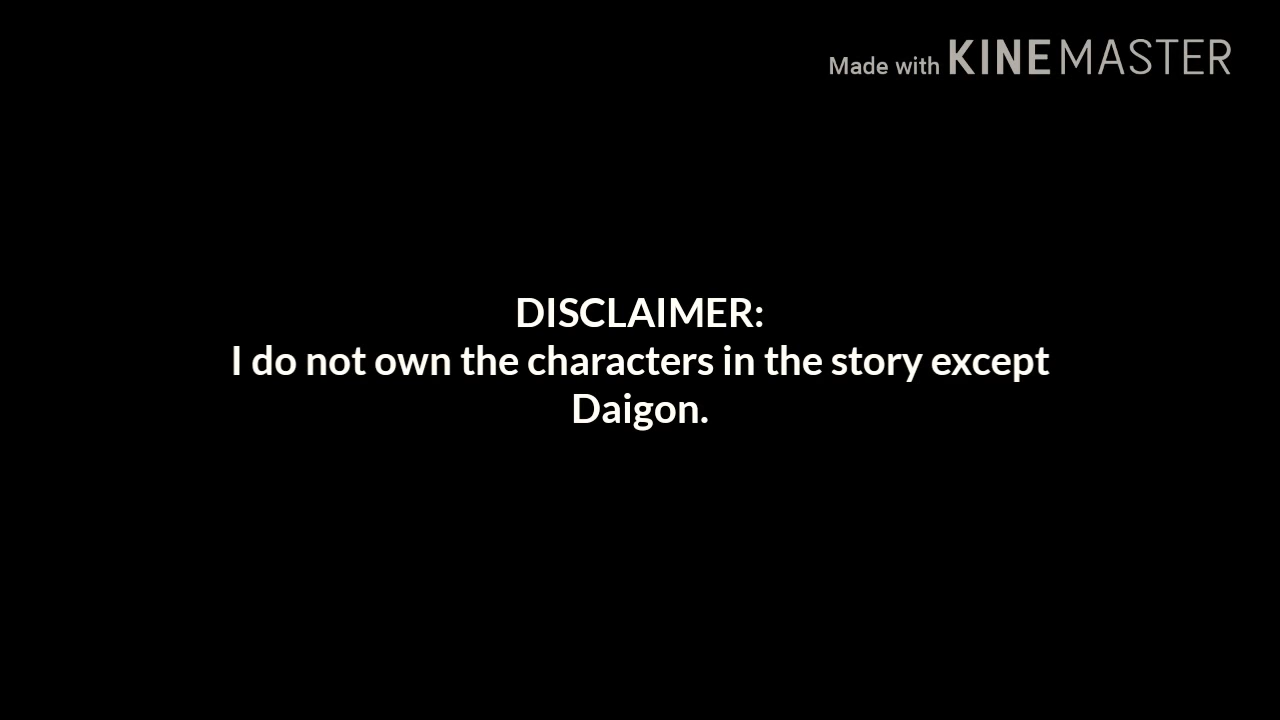 Made with KINEMASTER
DISCLAIMER:
I do not own the characters in the story except
Daigon.